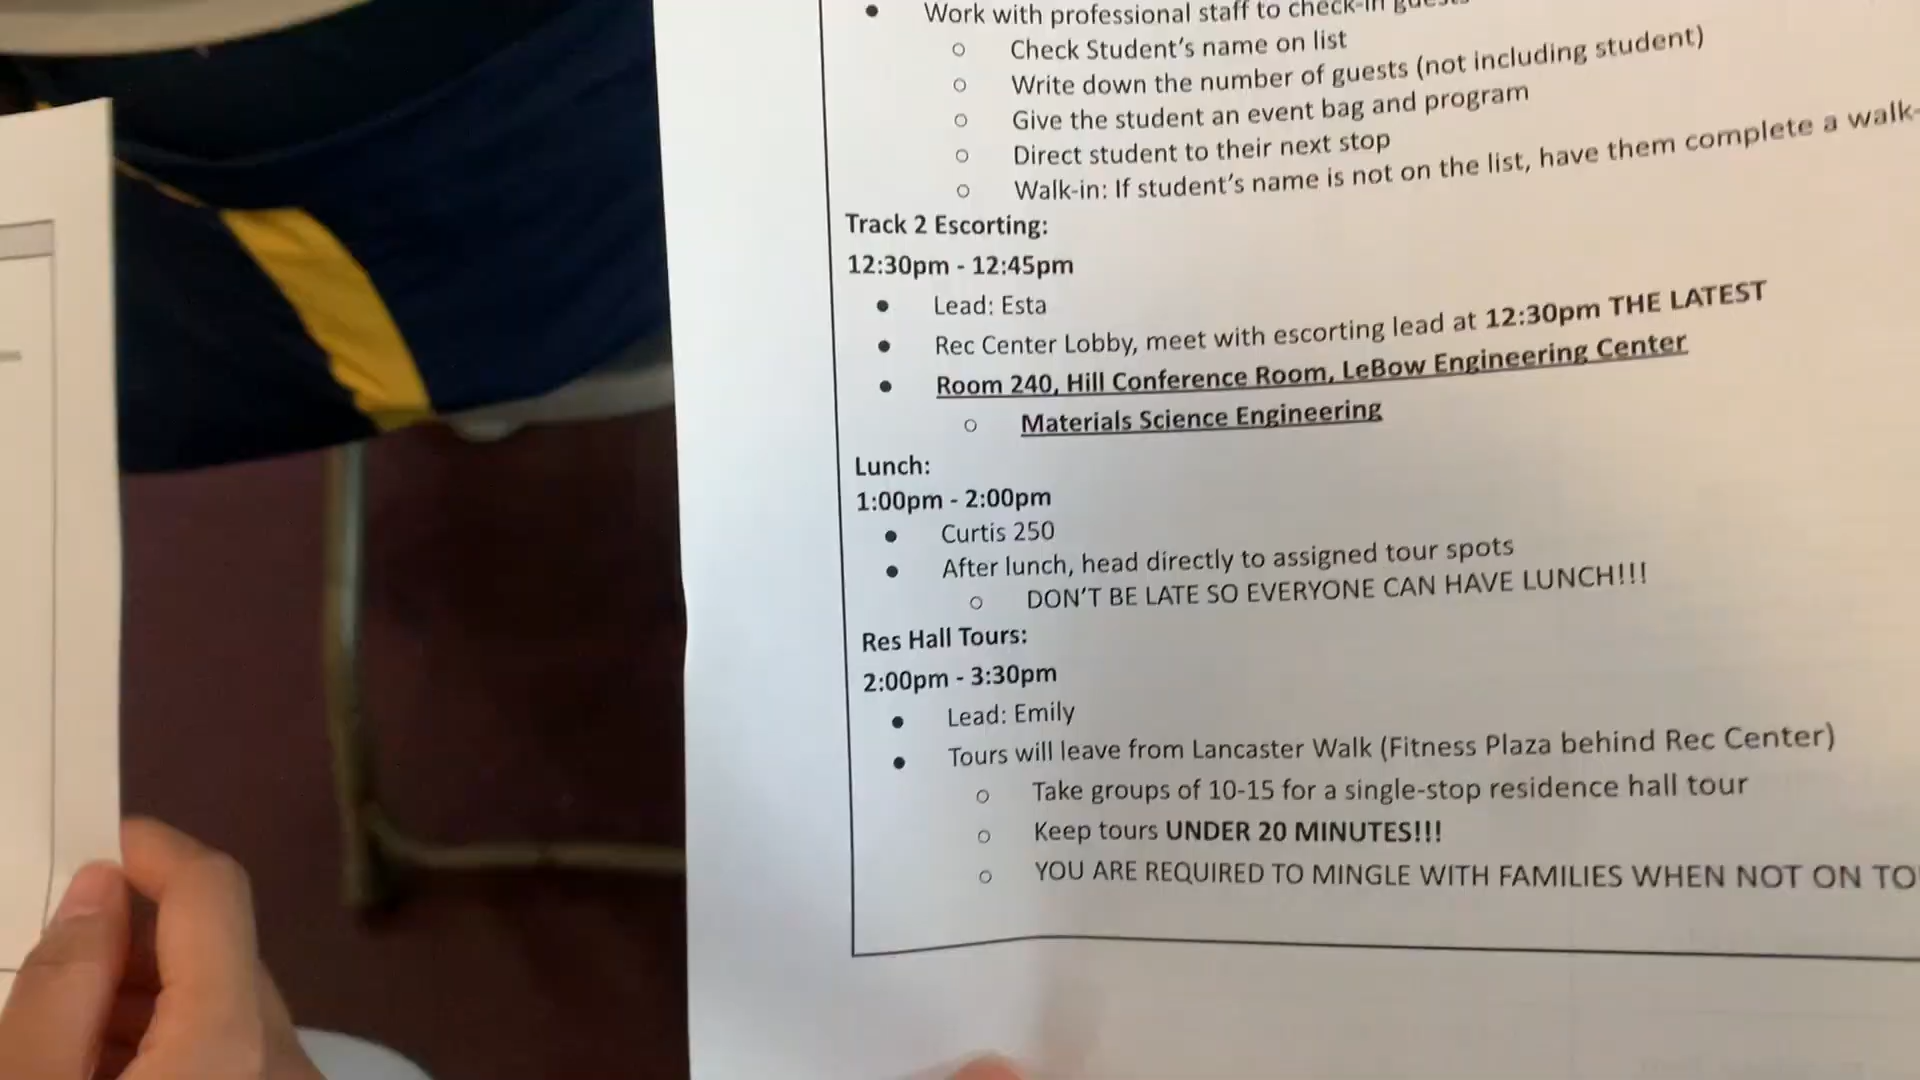 • Work with professional staff to check-in guests
○ Check Student's name on list
○ Write down the number of guests (not including student)
○ Give the student an event bag and program
○ Direct student to their next stop
○ Walk-in: If student's name is not on the list, have them complete a walk-
Track 2 Escorting:
12:30pm - 12:45pm
• Lead: Esta
• Rec Center Lobby, meet with escorting lead at 12:30pm THE LATEST
• Room 240, Hill Conference Room, LeBow Engineering Center
○ Materials Science Engineering
Lunch:
1:00pm - 2:00pm
• Curtis 250
• After lunch, head directly to assigned tour spots
○ DON'T BE LATE SO EVERYONE CAN HAVE LUNCH!!!
Res Hall Tours:
2:00pm - 3:30pm
• Lead: Emily
• Tours will leave from Lancaster Walk (Fitness Plaza behind Rec Center)
○ Take groups of 10-15 for a single-stop residence hall tour
○ Keep tours UNDER 20 MINUTES!!!
○ YOU ARE REQUIRED TO MINGLE WITH FAMILIES WHEN NOT ON